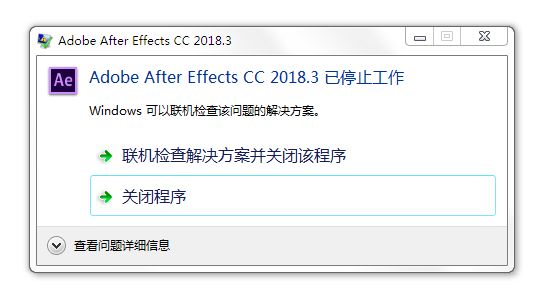 Adobe After Effects CC 2018.3
Ae
Adobe After Effects CC 2018.3 已停止工作
Windows 可以联机检查该问题的解决方案。
联机检查解决方案并关闭该程序
关闭程序
查看问题详细信息